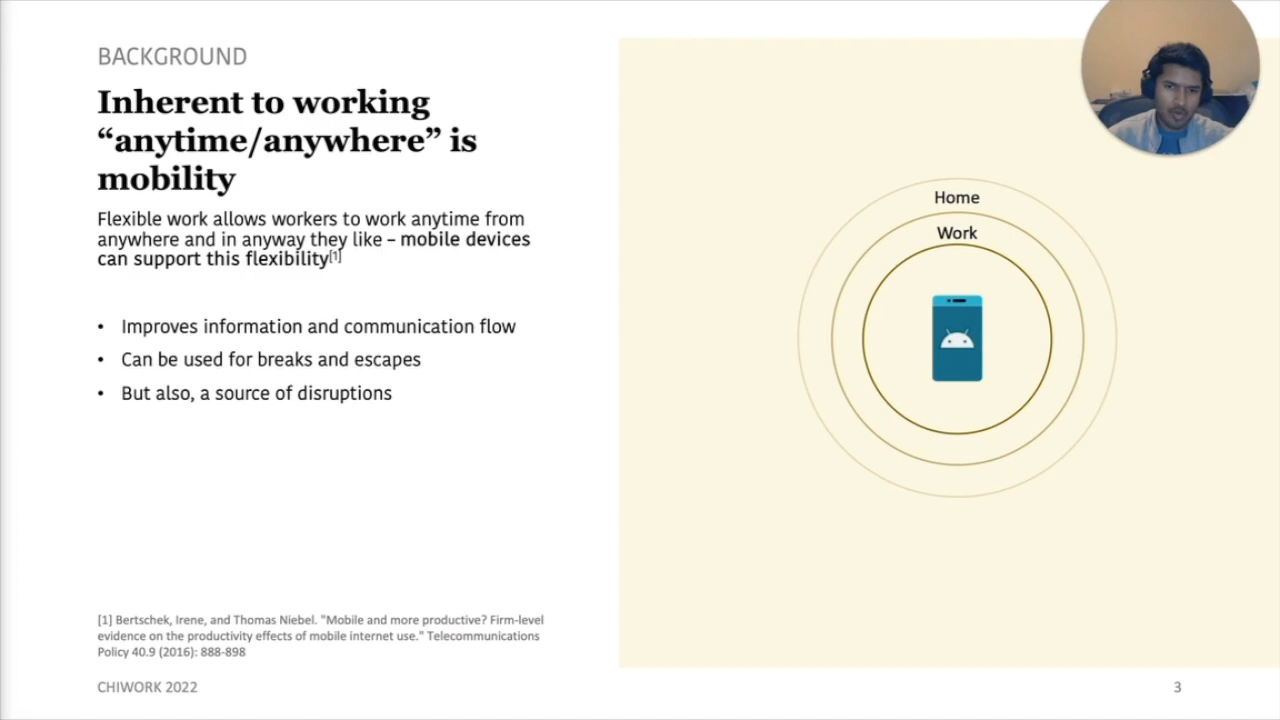 BACKGROUND
Inherent to working
“anytime/anywhere” is
mobility
Flexible work allows workers to work anytime from
anywhere and in anyway they like – mobile devices
can support this flexibility[1]
• Improves information and communication flow
• Can be used for breaks and escapes
• But also, a source of disruptions
Home
Work
[1] Bertschek, Irene, and Thomas Niebel. "Mobile and more productive? Firm-level
evidence on the productivity effects of mobile internet use." Telecommunications
Policy 40.9 (2016): 888-898
CHIWORK 2022
3